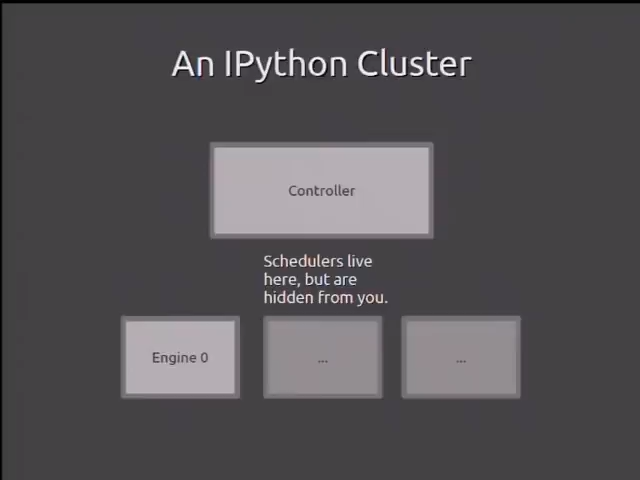 An IPython Cluster
Controller
Schedulers live
here, but are
hidden from you.
Engine 0
...
...